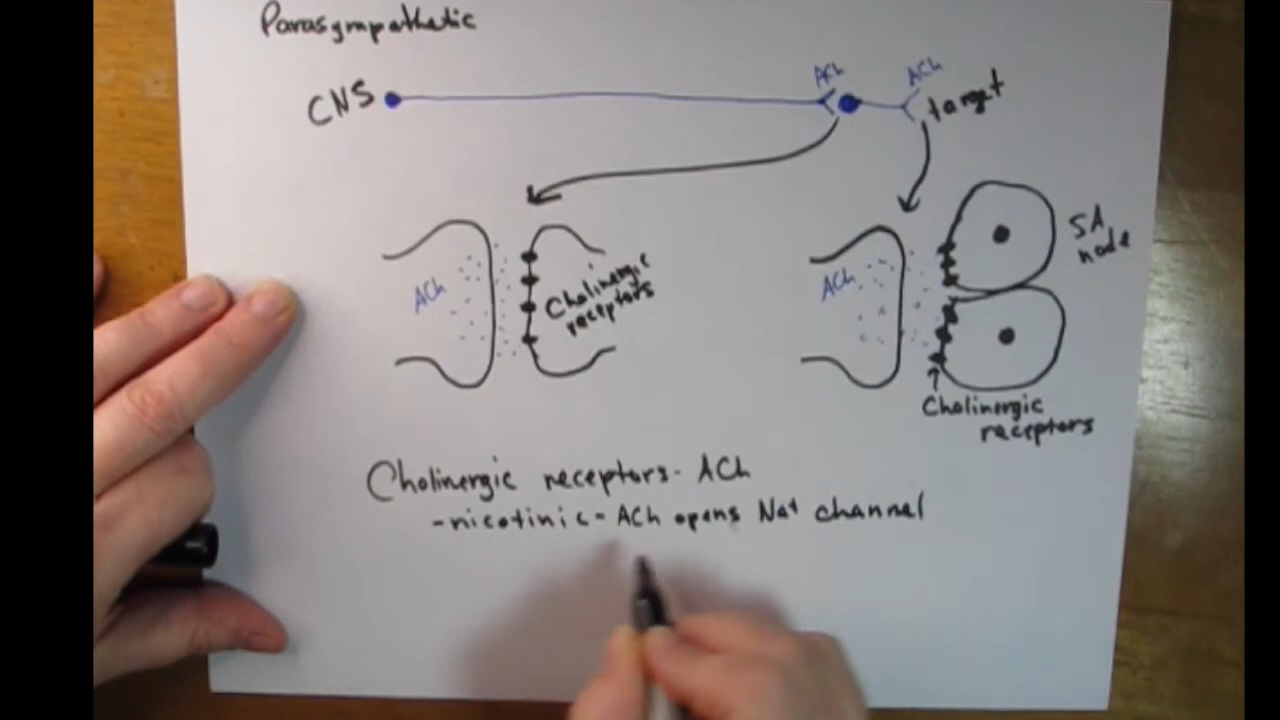 Parasympathetic
ACh
ACh
CNS
target
SA
node
ACh
Cholinergic
receptors
ACh
Cholinergic
receptors
Cholinergic receptors - ACh
- nicotinic - ACh opens Na+ channel